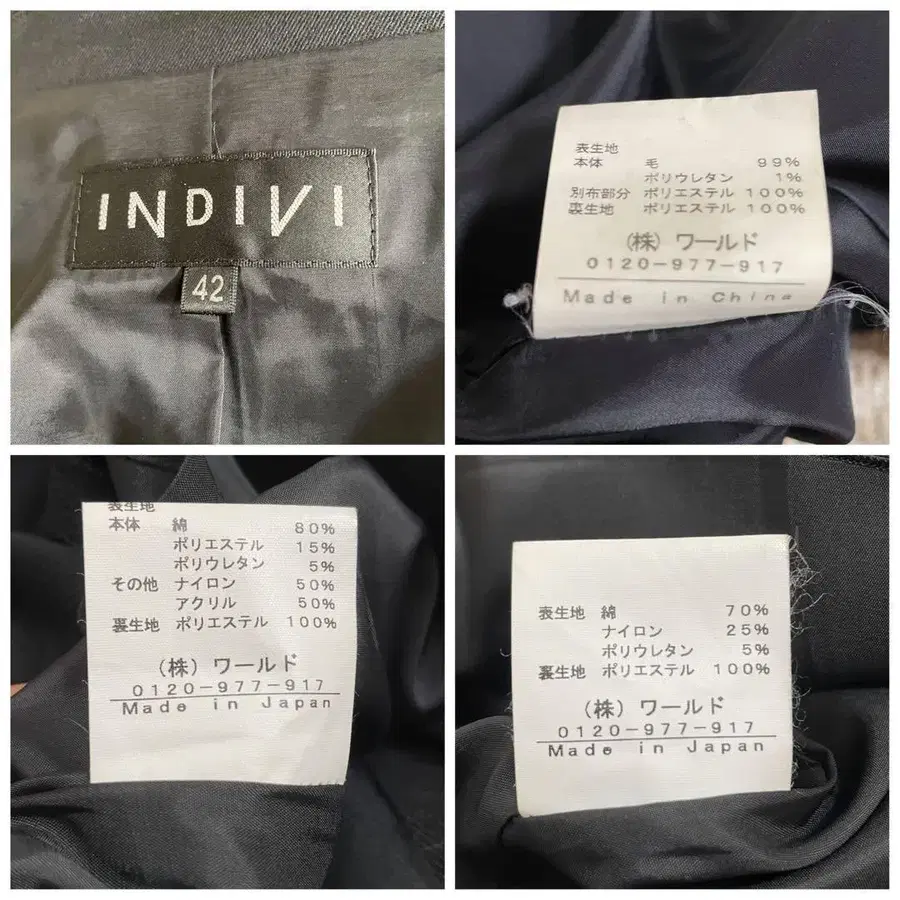 INDIVI
42
表生地
本体 毛 99%
ポリウレタン 1%
別布部分 ポリエステル 100%
裏生地 ポリエステル 100%
(株) ワールド
0120-977-917
Made in China
表生地
本体 綿 80%
ポリエステル 15%
ポリウレタン 5%
その他 ナイロン 50%
アクリル 50%
裏生地 ポリエステル 100%
(株) ワールド
0120-977-917
Made in Japan
表生地 綿 70%
ナイロン 25%
ポリウレタン 5%
裏生地 ポリエステル 100%
(株) ワールド
0120-977-917
Made in Japan